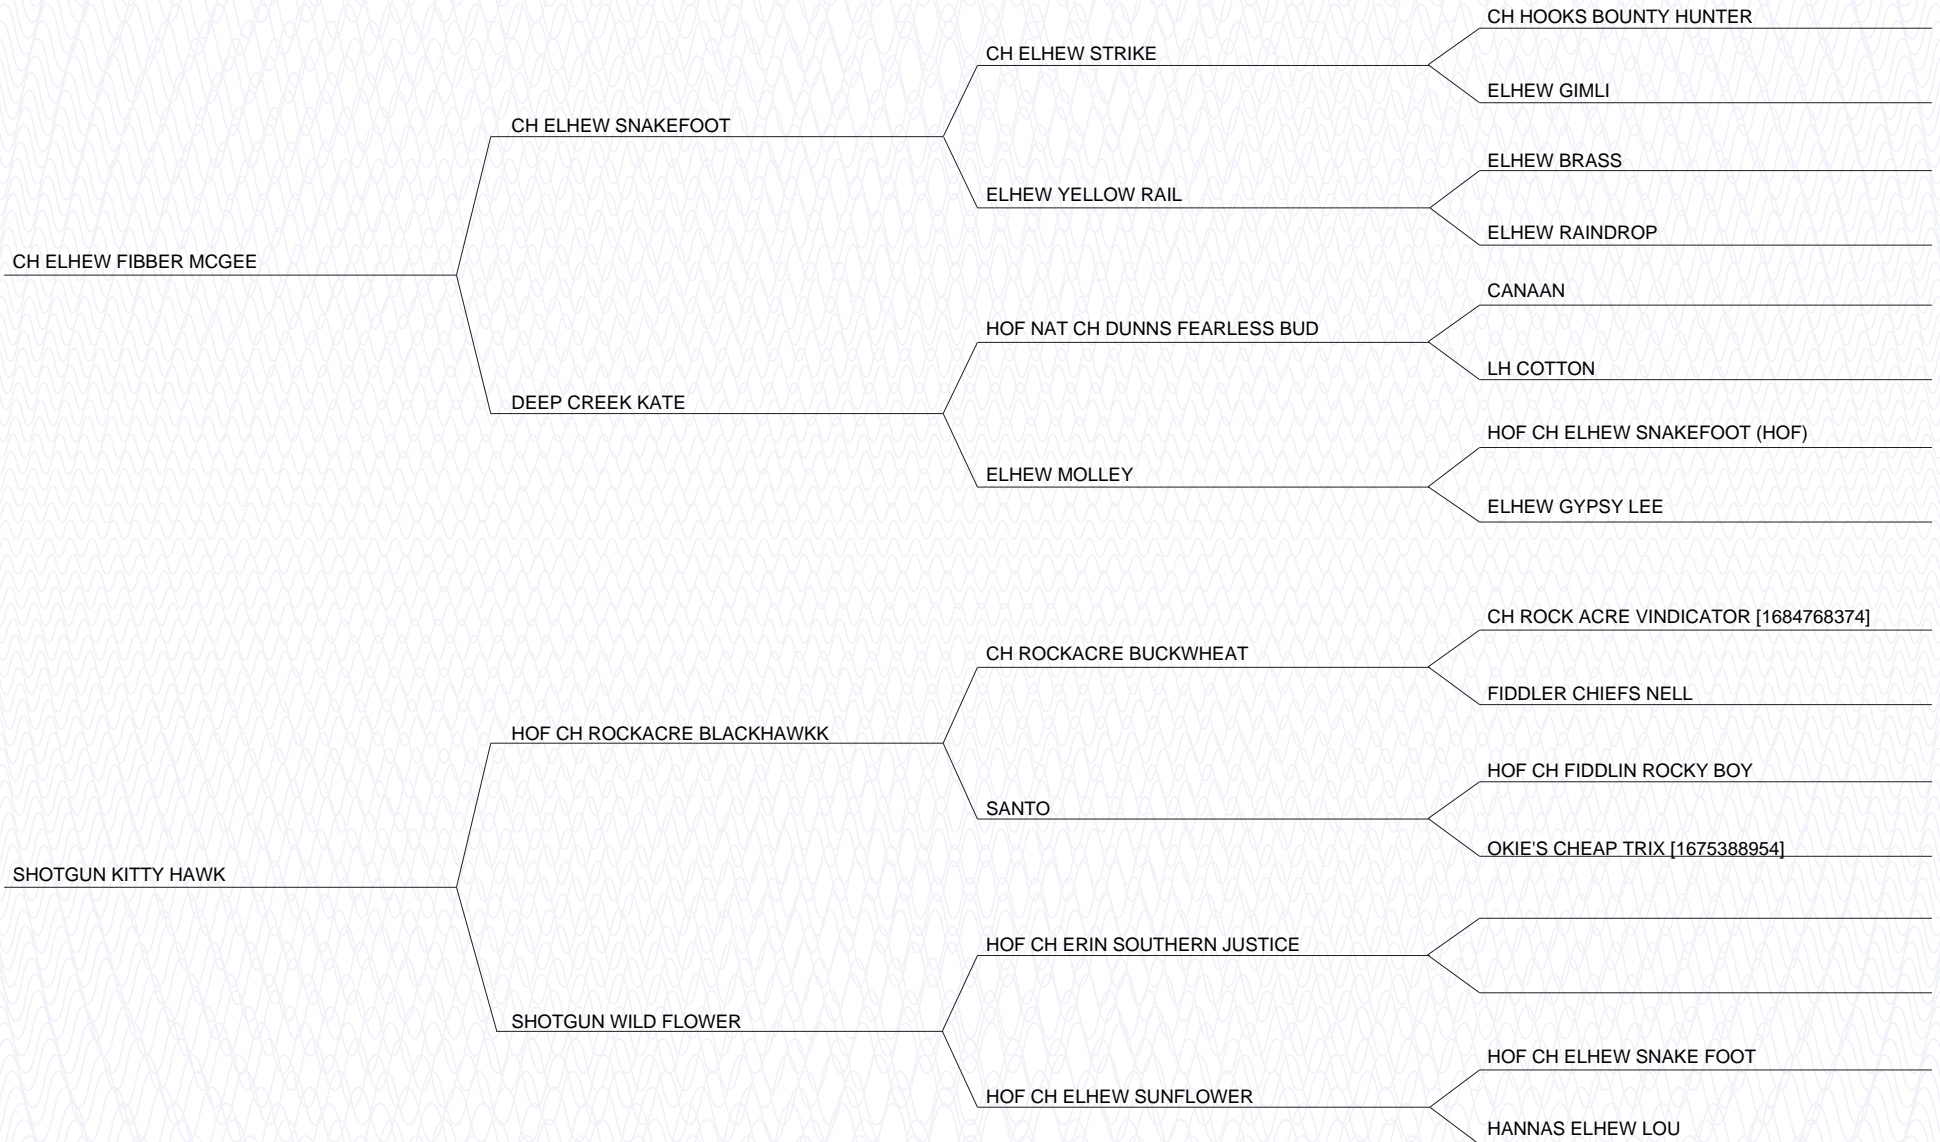 CH HOOKS BOUNTY HUNTER
CH ELHEW STRIKE
ELHEW GIMLI
CH ELHEW SNAKEFOOT
ELHEW BRASS
ELHEW YELLOW RAIL
ELHEW RAINDROP
CH ELHEW FIBBER MCGEE
CANAAN
HOF NAT CH DUNNS FEARLESS BUD
LH COTTON
DEEP CREEK KATE
HOF CH ELHEW SNAKEFOOT (HOF)
ELHEW MOLLEY
ELHEW GYPSY LEE
CH ROCK ACRE VINDICATOR [1684768374]
CH ROCKACRE BUCKWHEAT
FIDDLER CHIEFS NELL
HOF CH ROCKACRE BLACKHAWKK
HOF CH FIDDLIN ROCKY BOY
SANTO
OKIE'S CHEAP TRIX [1675388954]
SHOTGUN KITTY HAWK
HOF CH ERIN SOUTHERN JUSTICE
SHOTGUN WILD FLOWER
HOF CH ELHEW SNAKE FOOT
HOF CH ELHEW SUNFLOWER
HANNAS ELHEW LOU